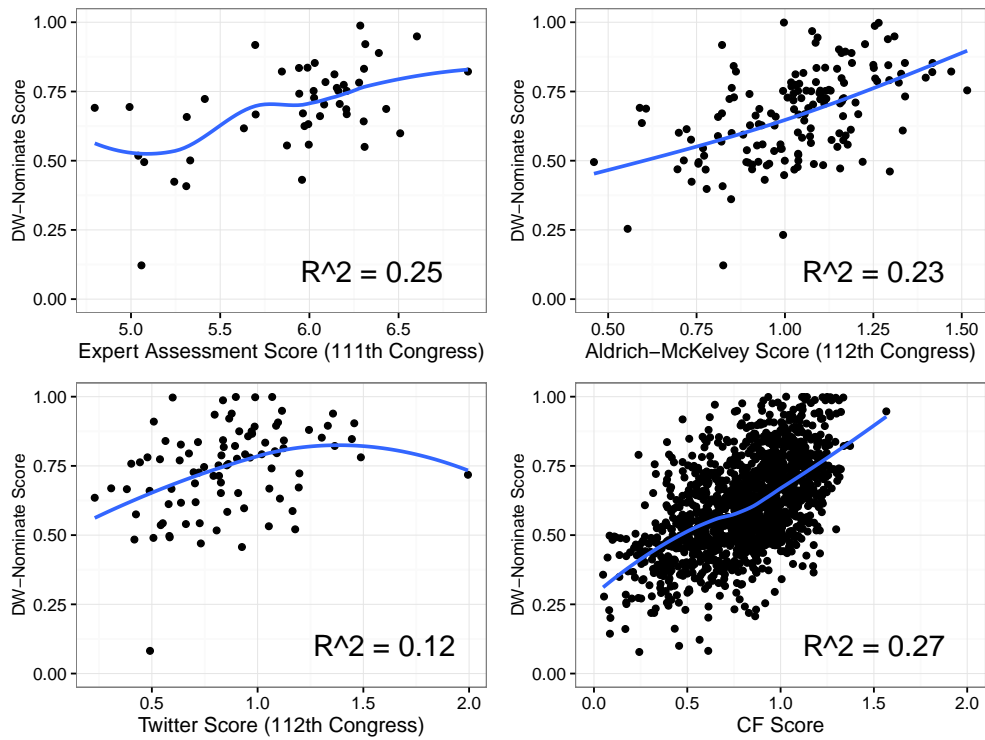 1.00
0.75
0.50
0.25
0.00
DW−Nominate Score
R^2 = 0.25
5.0 5.5 6.0 6.5
Expert Assessment Score (111th Congress)
1.00
0.75
0.50
0.25
0.00
DW−Nominate Score
R^2 = 0.23
0.50 0.75 1.00 1.25 1.50
Aldrich−McKelvey Score (112th Congress)
1.00
0.75
0.50
0.25
0.00
DW−Nominate Score
R^2 = 0.12
0.5 1.0 1.5 2.0
Twitter Score (112th Congress)
1.00
0.75
0.50
0.25
0.00
DW−Nominate Score
R^2 = 0.27
0.0 0.5 1.0 1.5 2.0
CF Score